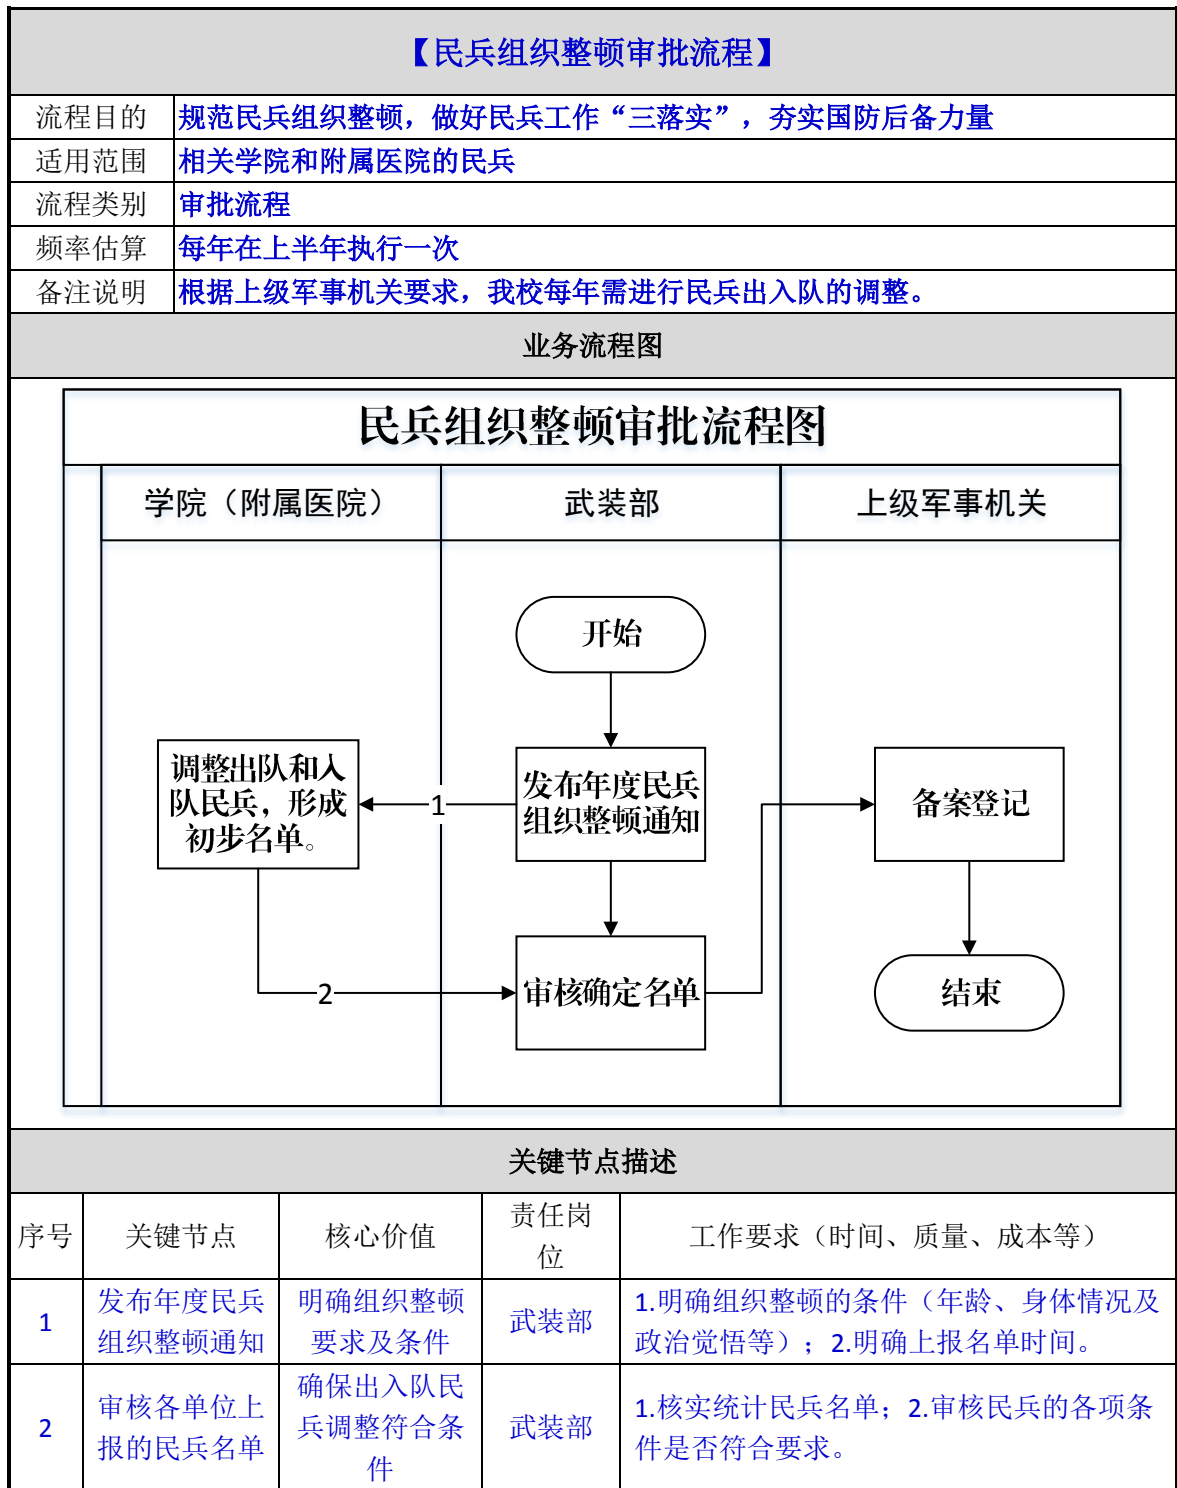 【民兵组织整顿审批流程】
流程目的 规范民兵组织整顿，做好民兵工作“三落实”，夯实国防后备力量
适用范围 相关学院和附属医院的民兵
流程类别 审批流程
频率估算 每年在上半年执行一次
备注说明 根据上级军事机关要求，我校每年需进行民兵出入队的调整。
业务流程图
民兵组织整顿审批流程图
学院（附属医院） 武装部 上级军事机关
开始
调整出队和入
队民兵，形成
初步名单。
1
发布年度民兵
组织整顿通知
备案登记
2
审核确定名单
结束
关键节点描述
序号 关键节点 核心价值 责任岗
位
工作要求（时间、质量、成本等）
1
发布年度民兵
组织整顿通知
明确组织整顿
要求及条件
武装部
1.明确组织整顿的条件（年龄、身体情况及
政治觉悟等）；2.明确上报名单时间。
2
审核各单位上
报的民兵名单
确保出入队民
兵调整符合条
件
武装部
1.核实统计民兵名单；2.审核民兵的各项条
件是否符合要求。